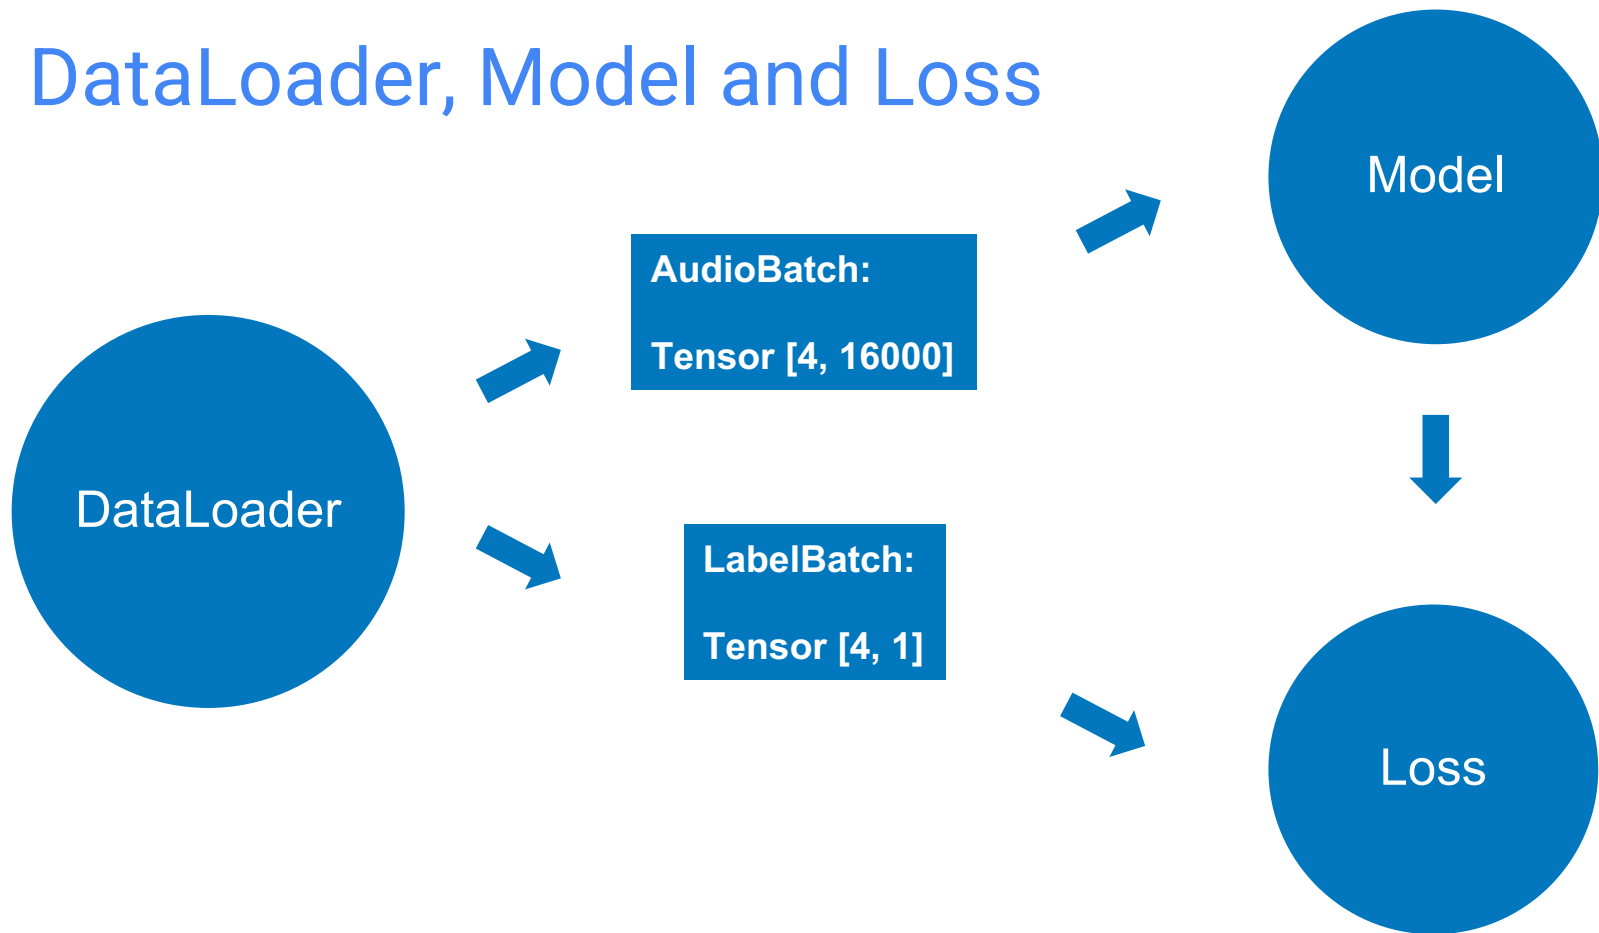 DataLoader, Model and Loss
Model
AudioBatch:
Tensor [4, 16000]
DataLoader
LabelBatch:
Tensor [4, 1]
Loss